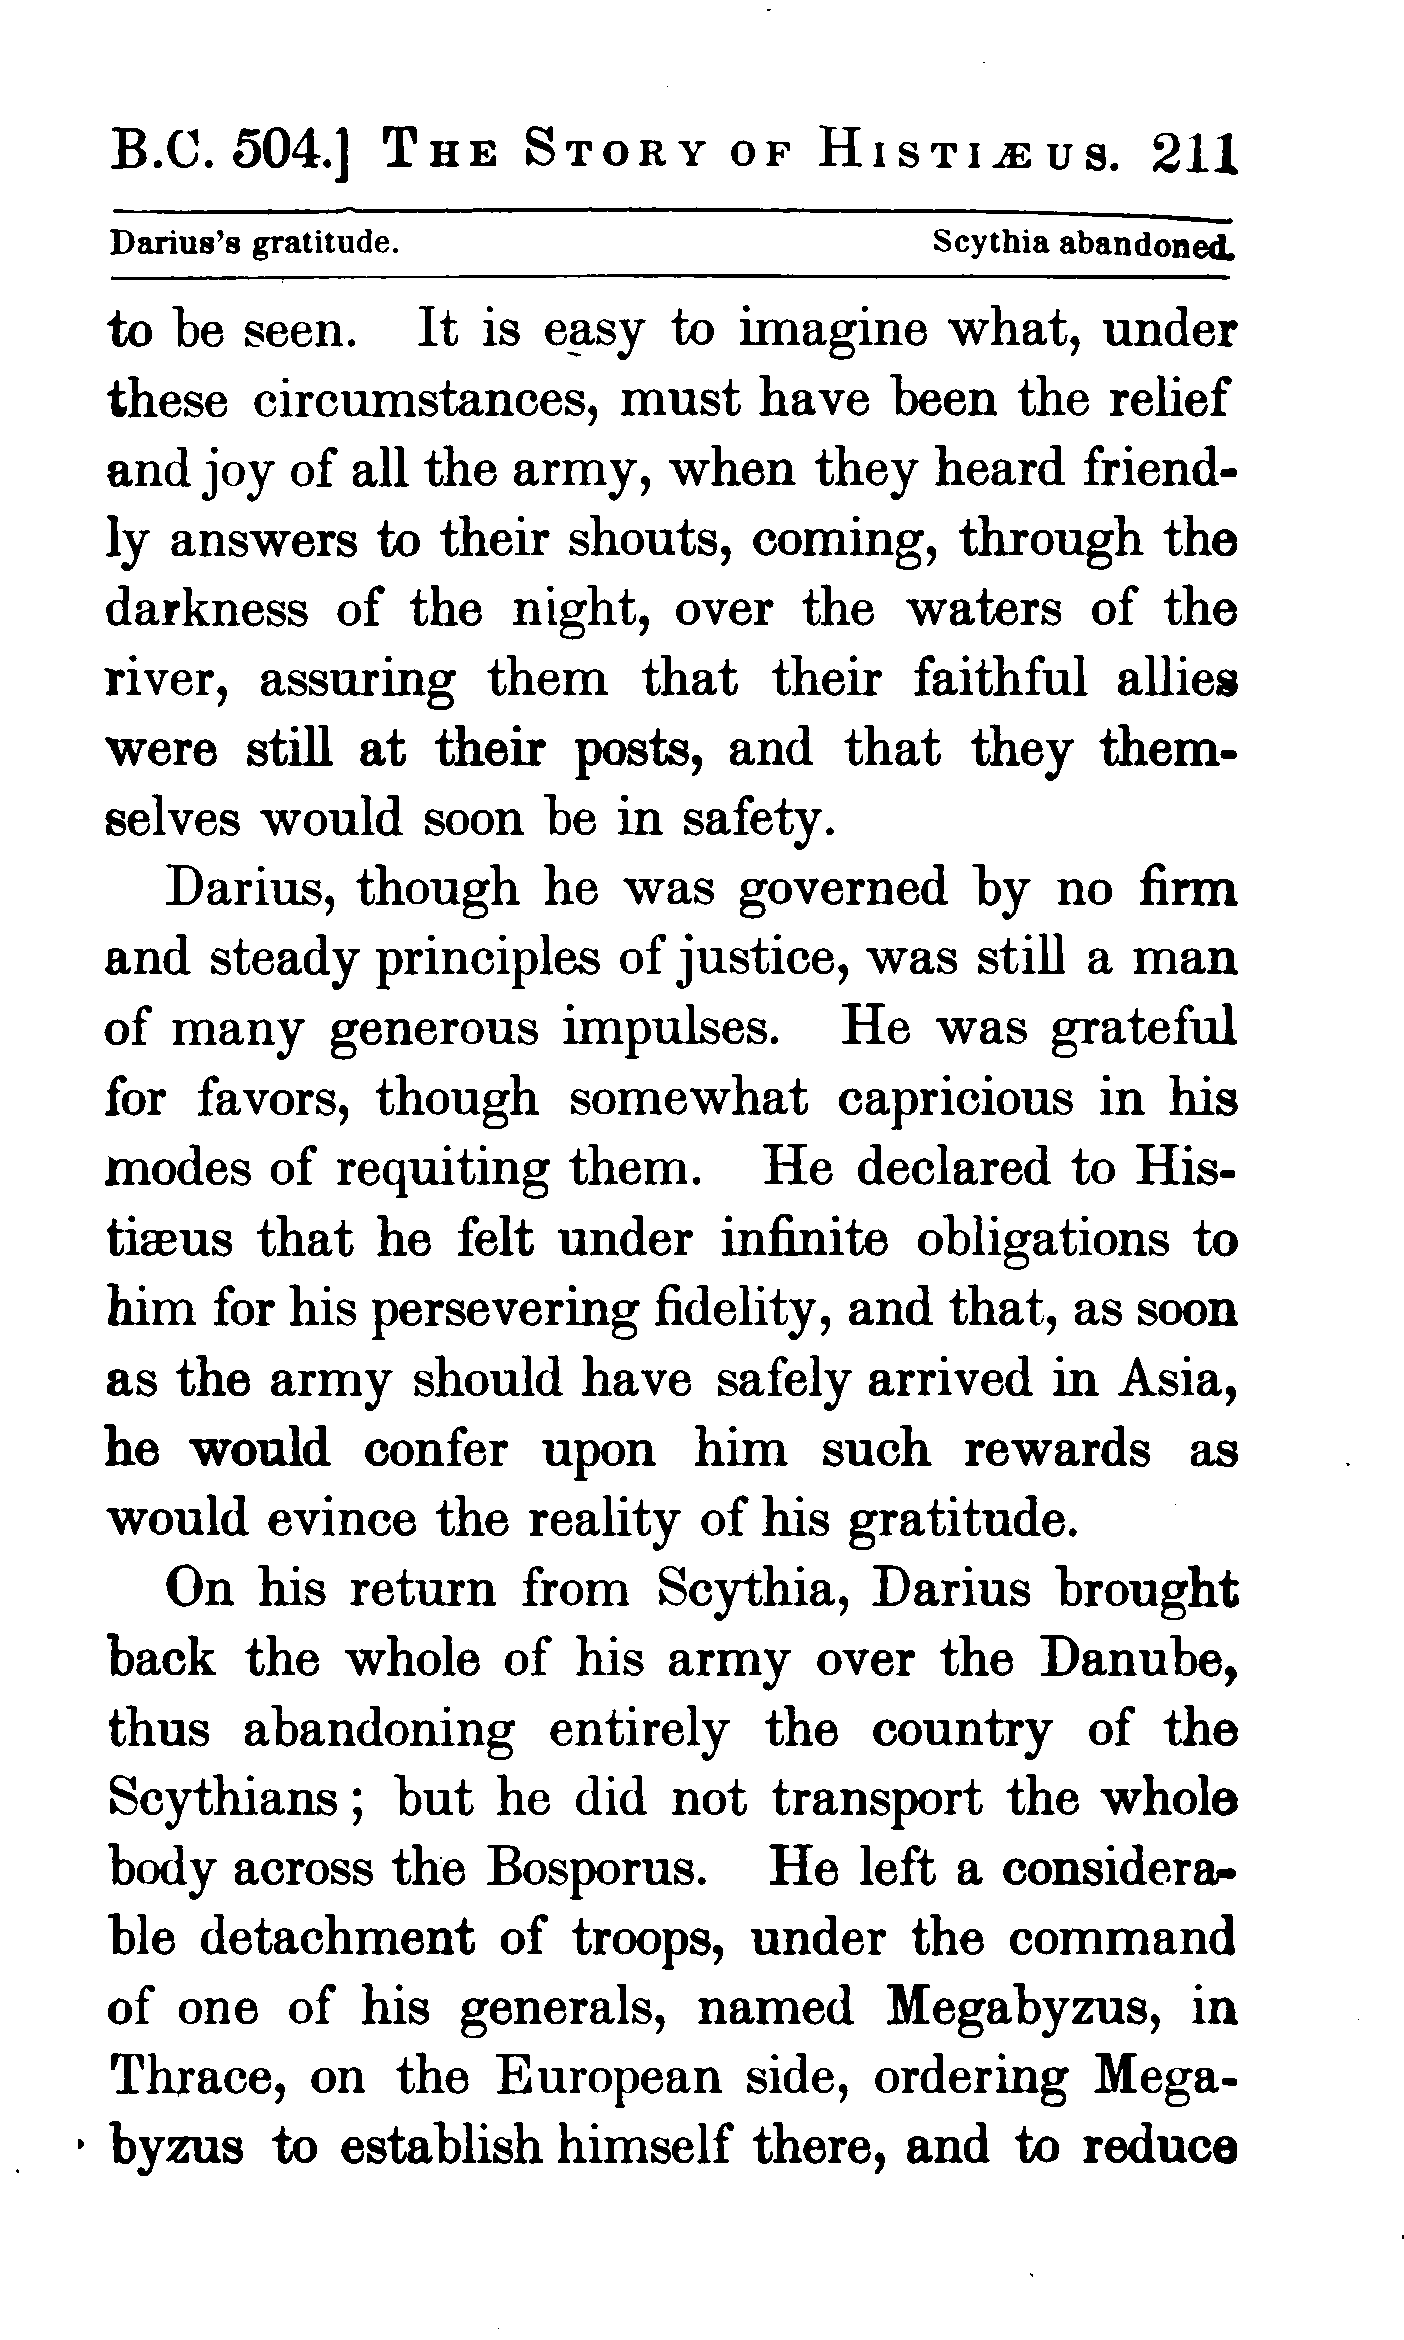 B.C. 504.] THE STORY OF HISTIÆUS. 211
Darius's gratitude. Scythia abandoned.
to be seen. It is easy to imagine what, under
these circumstances, must have been the relief
and joy of all the army, when they heard friend-
ly answers to their shouts, coming, through the
darkness of the night, over the waters of the
river, assuring them that their faithful allies
were still at their posts, and that they them-
selves would soon be in safety.
Darius, though he was governed by no firm
and steady principles of justice, was still a man
of many generous impulses. He was grateful
for favors, though somewhat capricious in his
modes of requiting them. He declared to His-
tiæus that he felt under infinite obligations to
him for his persevering fidelity, and that, as soon
as the army should have safely arrived in Asia,
he would confer upon him such rewards as
would evince the reality of his gratitude.
On his return from Scythia, Darius brought
back the whole of his army over the Danube,
thus abandoning entirely the country of the
Scythians; but he did not transport the whole
body across the Bosporus. He left a considera-
ble detachment of troops, under the command
of one of his generals, named Megabyzus, in
Thrace, on the European side, ordering Mega-
byzus to establish himself there, and to reduce